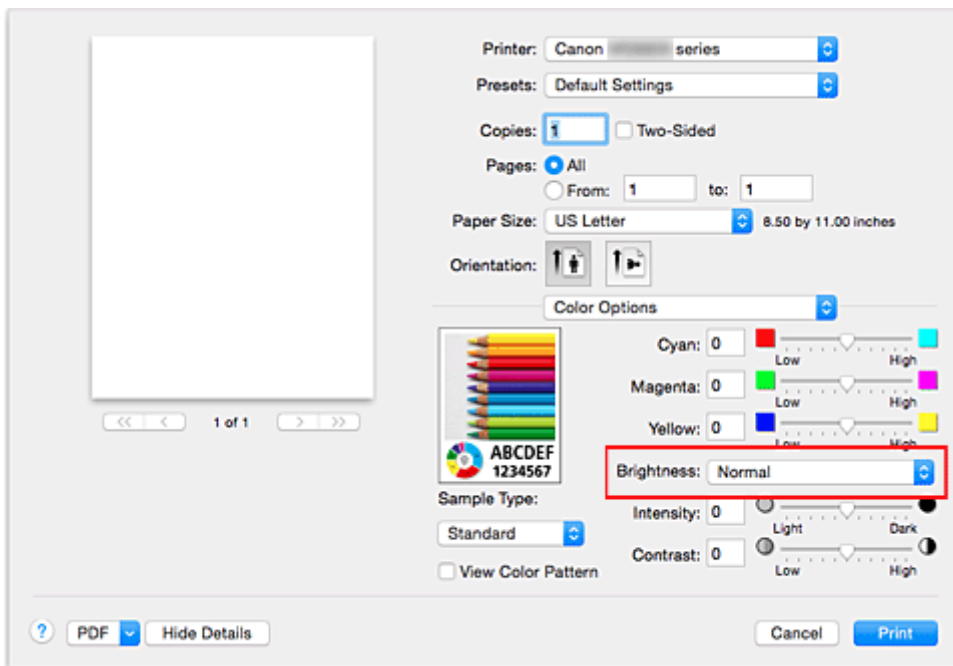 Printer: Canon series
Presets: Default Settings
Copies: 1 Two-Sided
Pages: All
From: 1 to: 1
Paper Size: US Letter 8.50 by 11.00 inches
Orientation:
Color Options
Cyan: 0
Low High
Magenta: 0
Low High
Yellow: 0
Low High
1 of 1
ABCDEF
1234567
Brightness: Normal
Sample Type:
Standard
Intensity: 0
Light Dark
Contrast: 0
Low High
View Color Pattern
? PDF Hide Details Cancel Print